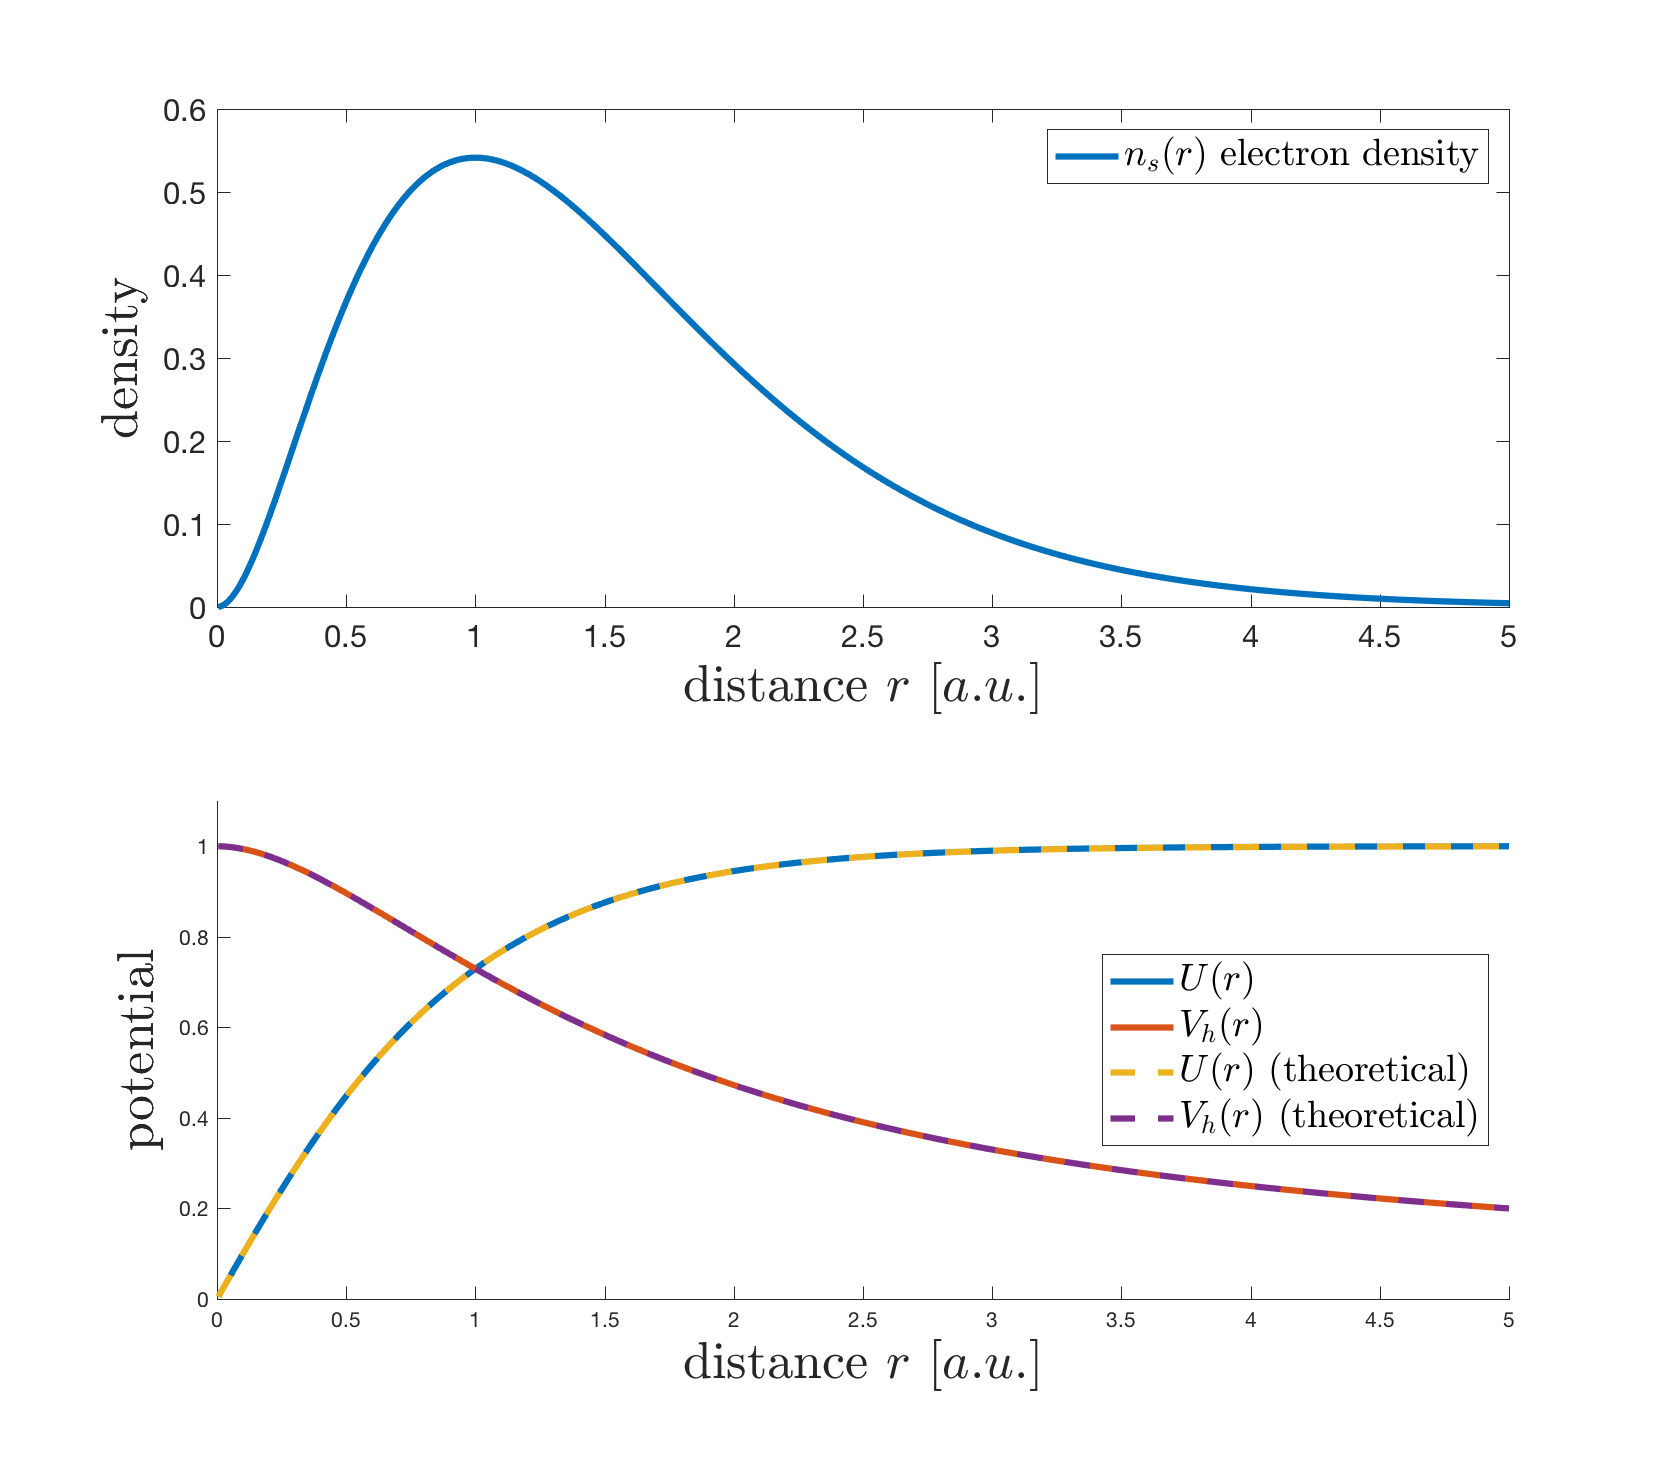 0.6
0.5
0.4
0.3
0.2
0.1
0
density
n_s(r) electron density
0 0.5 1 1.5 2 2.5 3 3.5 4 4.5 5
distance r [a.u.]
1
0.8
0.6
0.4
0.2
0
potential
U(r)
V_h(r)
U(r) (theoretical)
V_h(r) (theoretical)
0 0.5 1 1.5 2 2.5 3 3.5 4 4.5 5
distance r [a.u.]